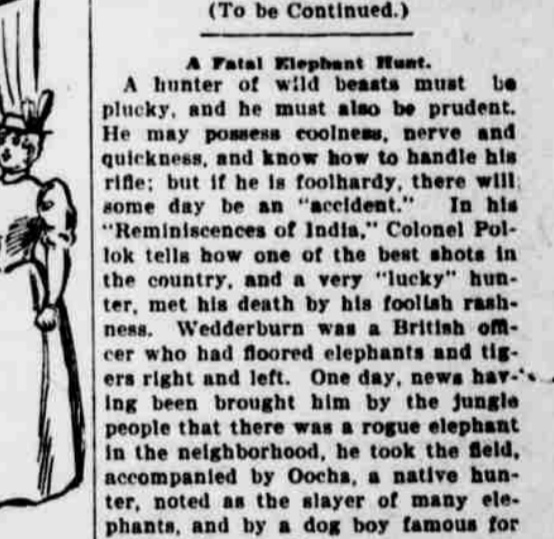 (To be Continued.)
A Fatal Elephant Hunt.
A hunter of wild beasts must be
plucky, and he must also be prudent.
He may possess coolness, nerve and
quickness, and know how to handle his
rifle; but if he is foolhardy, there will
some day be an "accident." In his
"Reminiscences of India," Colonel Pol-
lok tells how one of the best shots in
the country, and a very "lucky" hun-
ter, met his death by his foolish rash-
ness. Wedderburn was a British offi-
cer who had floored elephants and tig-
ers right and left. One day, news hav-
ing been brought him by the jungle
people that there was a rogue elephant
in the neighborhood, he took the field,
accompanied by Oocha, a native hun-
ter, noted as the slayer of many ele-
phants, and by a dog boy famous for